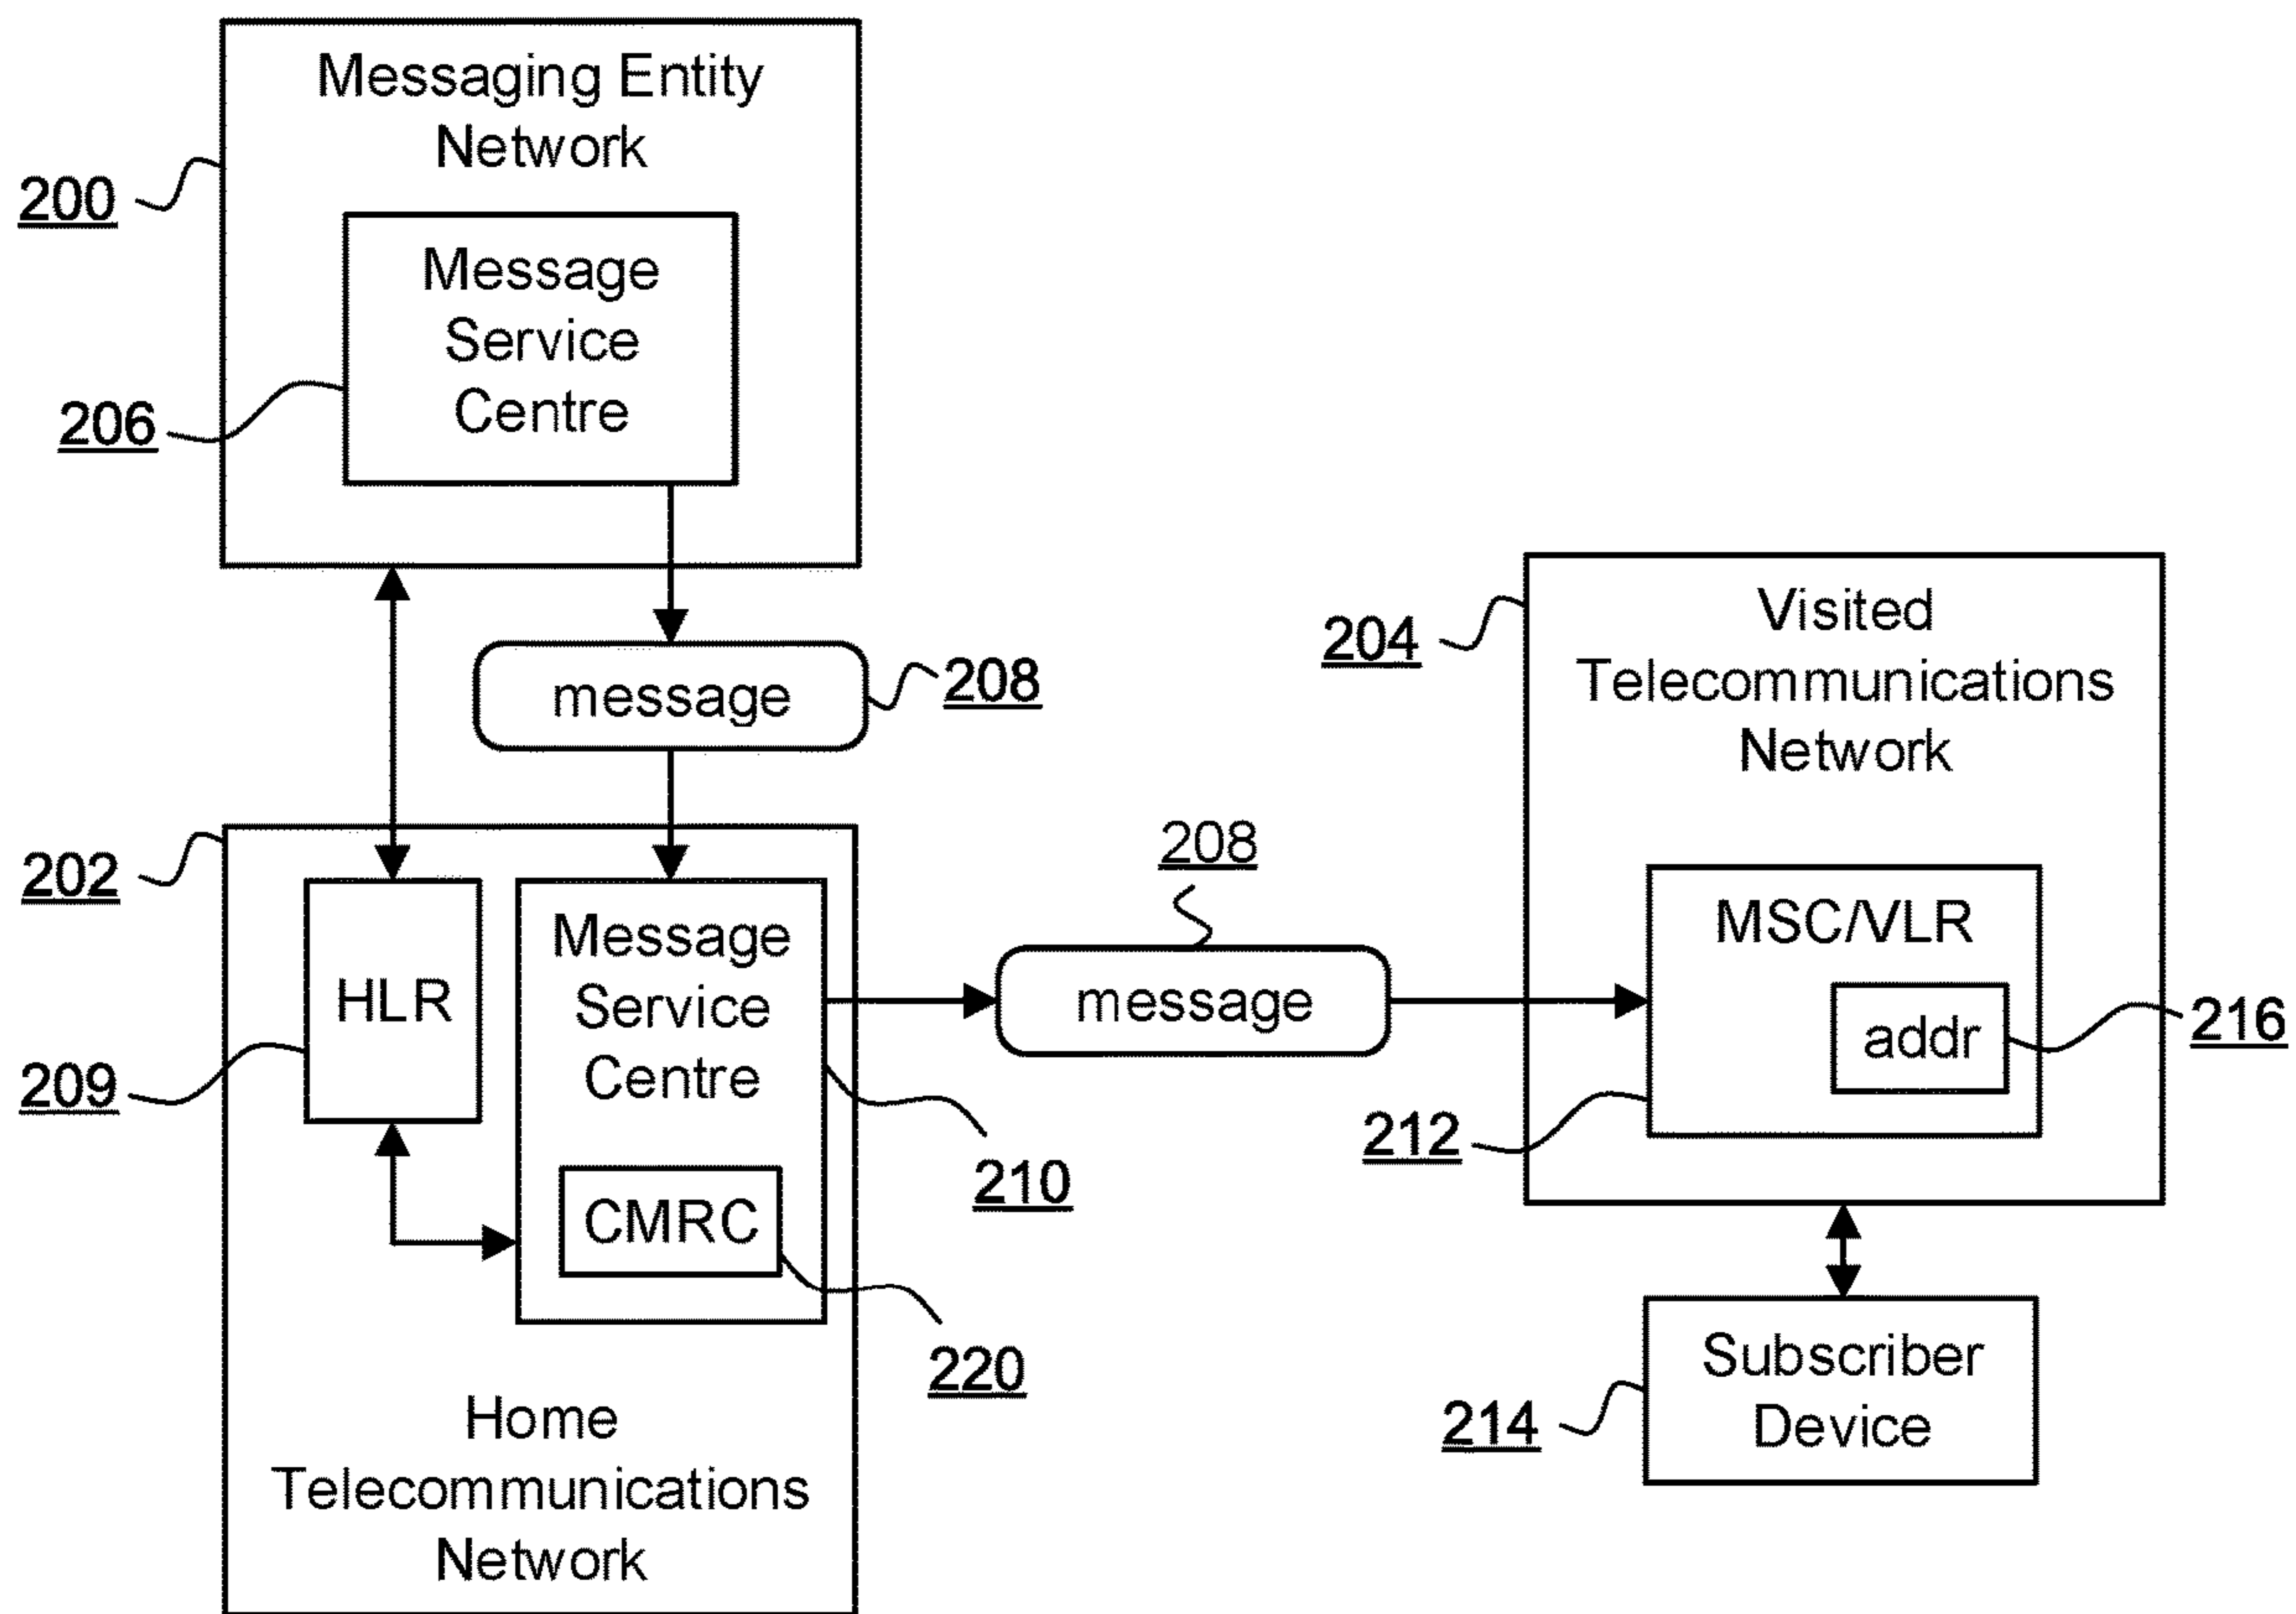 Messaging Entity
Network
200
Message
Service
Centre
206
message
208
204
Visited
Telecommunications
Network
202
HLR
209
Message
Service
Centre
210
CMRC
220
Home
Telecommunications
Network
208
message
MSC/VLR
addr
216
212
Subscriber
Device
214